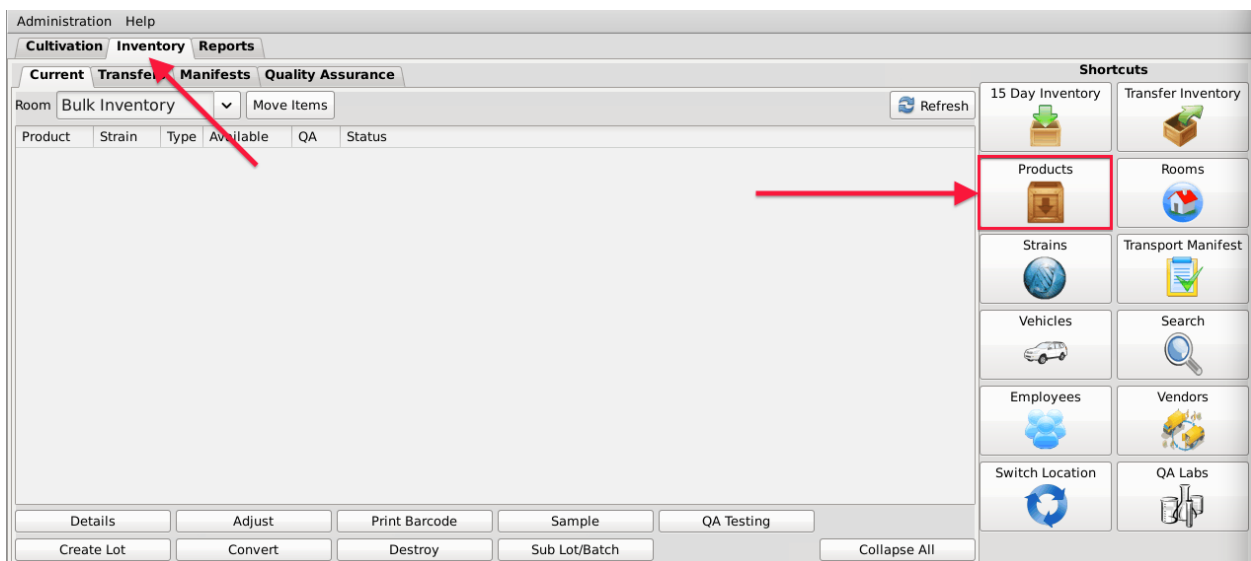 Administration Help
Cultivation Inventory Reports
Current Transfers Manifests Quality Assurance
Shortcuts
Room Bulk Inventory Move Items Refresh
15 Day Inventory Transfer Inventory
Product Strain Type Available QA Status
Products Rooms
Strains Transport Manifest
Vehicles Search
Employees Vendors
Switch Location QA Labs
Details Adjust Print Barcode Sample QA Testing
Create Lot Convert Destroy Sub Lot/Batch Collapse All